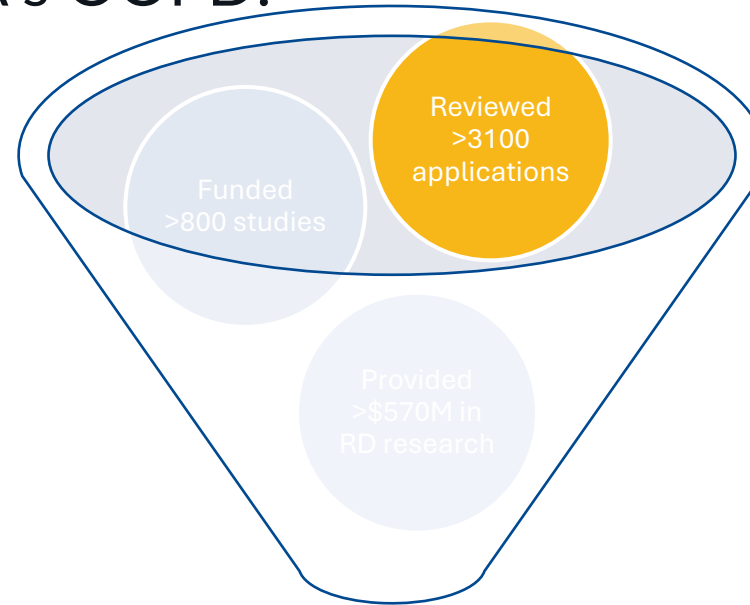 Reviewed
>3100
applications
Funded
>800 studies
Provided
>$570M in
RD research